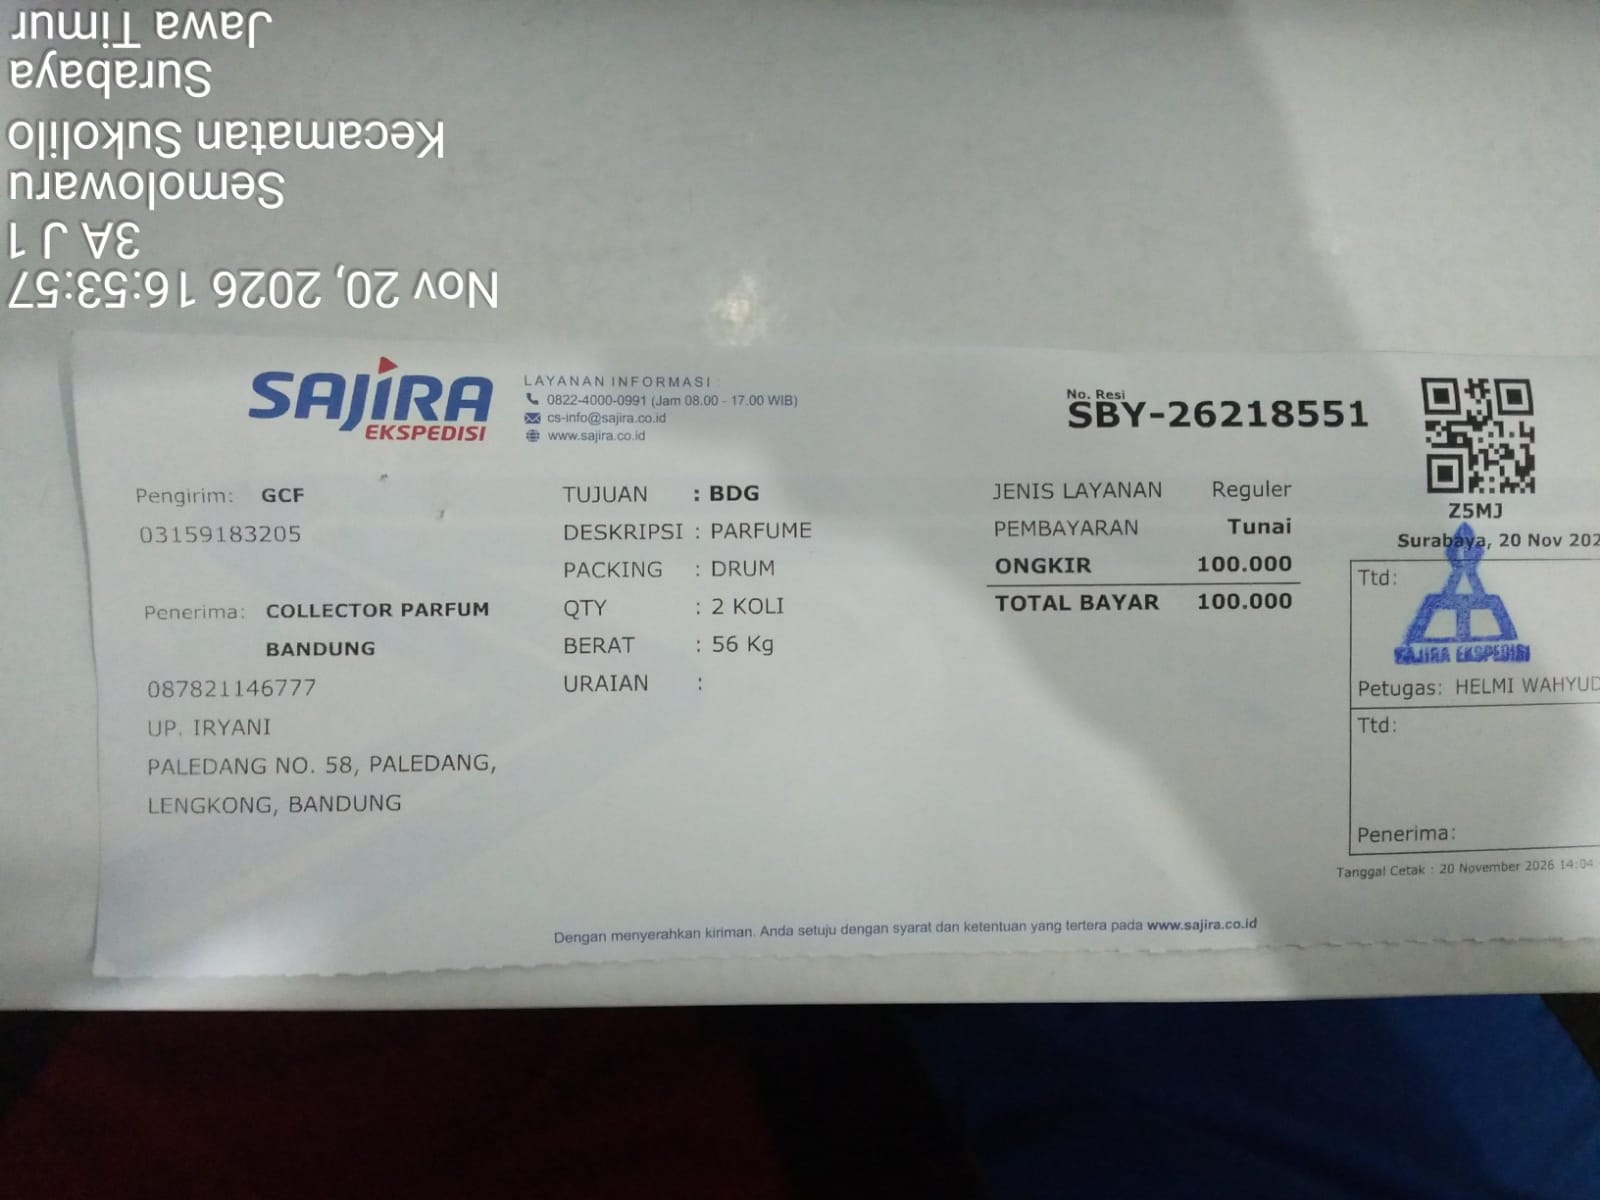 Nov 20, 2026 16:53:57
3A J 1
Semolowaru
Kecamatan Sukolilo
Surabaya
Jawa Timur
SAJIRA
EKSPEDISI
LAYANAN INFORMASI :
0822-4000-0991 (Jam 08.00 - 17.00 WIB)
cs-info@sajira.co.id
www.sajira.co.id
No. Resi
SBY-26218551
Z5MJ
Pengirim: GCF
03159183205
Penerima: COLLECTOR PARFUM
BANDUNG
087821146777
UP. IRYANI
PALEDANG NO. 58, PALEDANG,
LENGKONG, BANDUNG
TUJUAN : BDG
DESKRIPSI : PARFUME
PACKING : DRUM
QTY : 2 KOLI
BERAT : 56 Kg
URAIAN :
JENIS LAYANAN Reguler
PEMBAYARAN Tunai
ONGKIR 100.000
TOTAL BAYAR 100.000
Surabaya, 20 Nov 202
Ttd:
SAJIRA EKSPEDISI
Petugas: HELMI WAHYUD
Ttd:
Penerima:
Tanggal Cetak : 20 November 2026 14:04
Dengan menyerahkan kiriman. Anda setuju dengan syarat dan ketentuan yang tertera pada www.sajira.co.id